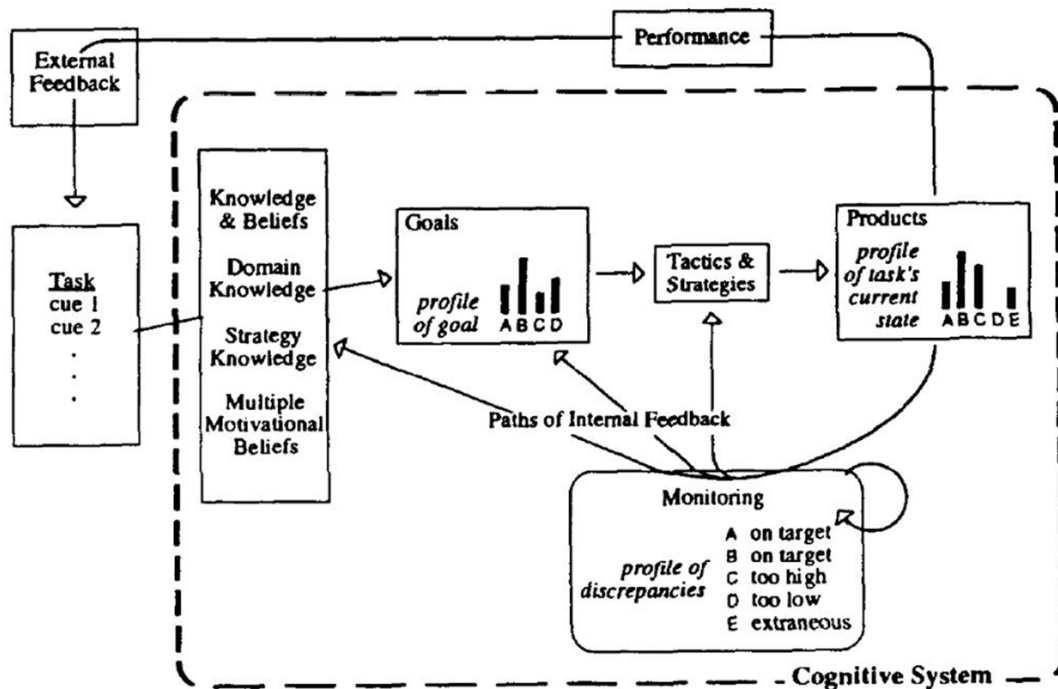 External
Feedback
Performance
Knowledge
& Beliefs
Domain
Knowledge
Strategy
Knowledge
Multiple
Motivational
Beliefs
Task
cue 1
cue 2
.
.
.
Goals
profile
of goal
A B C D
Tactics &
Strategies
Products
profile
of task's
current
state
A B C D E
Paths of Internal Feedback
Monitoring
profile of
discrepancies
A on target
B on target
C too high
D too low
E extraneous
Cognitive System